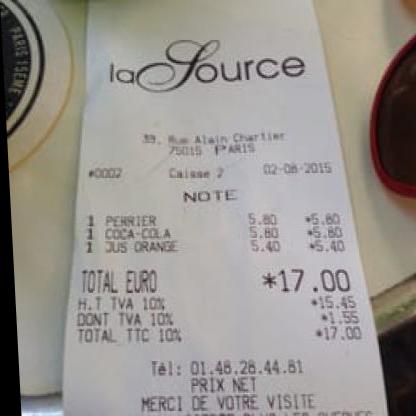 PARIS 15EME
la Source
39, Rue Alain Chartier
75015 PARIS
#0002 Caisse 2 02-08-2015
NOTE
1 PERRIER 5.80 *5.80
1 COCA-COLA 5.80 *5.80
1 JUS ORANGE 5.40 *5.40
TOTAL EURO *17.00
H.T TVA 10% *15.45
DONT TVA 10% *1.55
TOTAL TTC 10% *17.00
Tél: 01.48.28.44.81
PRIX NET
MERCI DE VOTRE VISITE